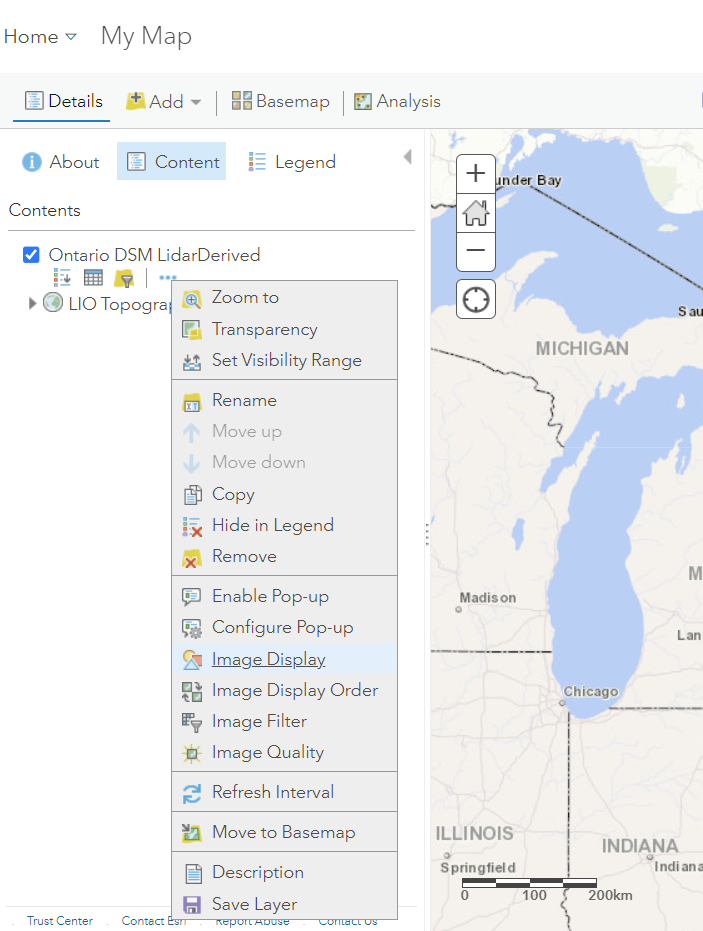 Home My Map
Details Add Basemap Analysis
About Content Legend
Contents
Ontario DSM LidarDerived
LIO Topogra
Zoom to
Transparency
Set Visibility Range
Rename
Move up
Move down
Copy
Hide in Legend
Remove
Enable Pop-up
Configure Pop-up
Image Display
Image Display Order
Image Filter
Image Quality
Refresh Interval
Move to Basemap
Description
Save Layer
Trust Center Contact Esri Report Abuse Contact Us
under Bay
Sau
MICHIGAN
Madison
M
Lan
Chicago
ILLINOIS
INDIANA
Springfield
Indiana
0 100 200km